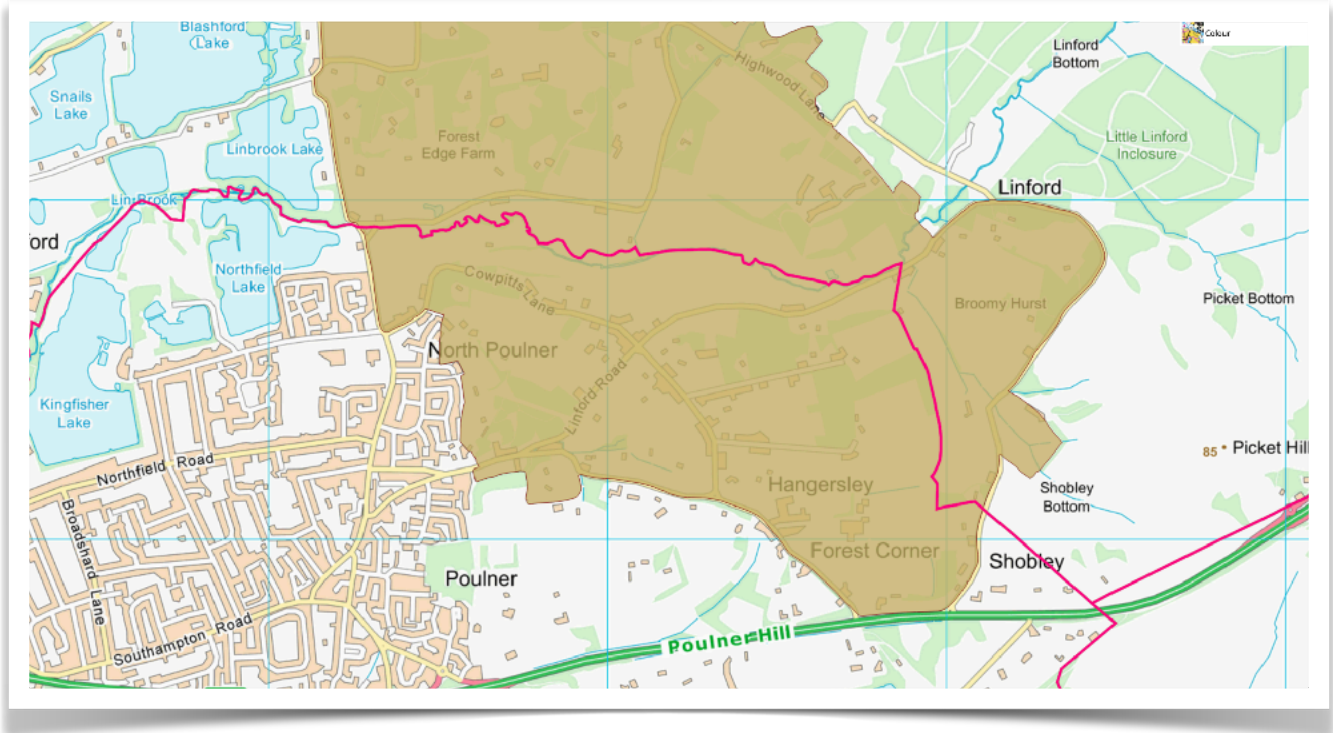 Blashford
Lake
Colour
Snails
Lake
Highwood Lane
Linford
Bottom
Forest
Edge Farm
Little Linford
Inclosure
Linbrook Lake
Lin Brook
Linford
ford
Northfield
Lake
Cowpitts Lane
Broomy Hurst
Picket Bottom
North Poulner
Linford Road
Kingfisher
Lake
85 • Picket Hill
Northfield Road
Hangersley
Shobley
Bottom
Broadshard Lane
Forest Corner
Shobley
Poulner
Southampton Road
Poulner Hill